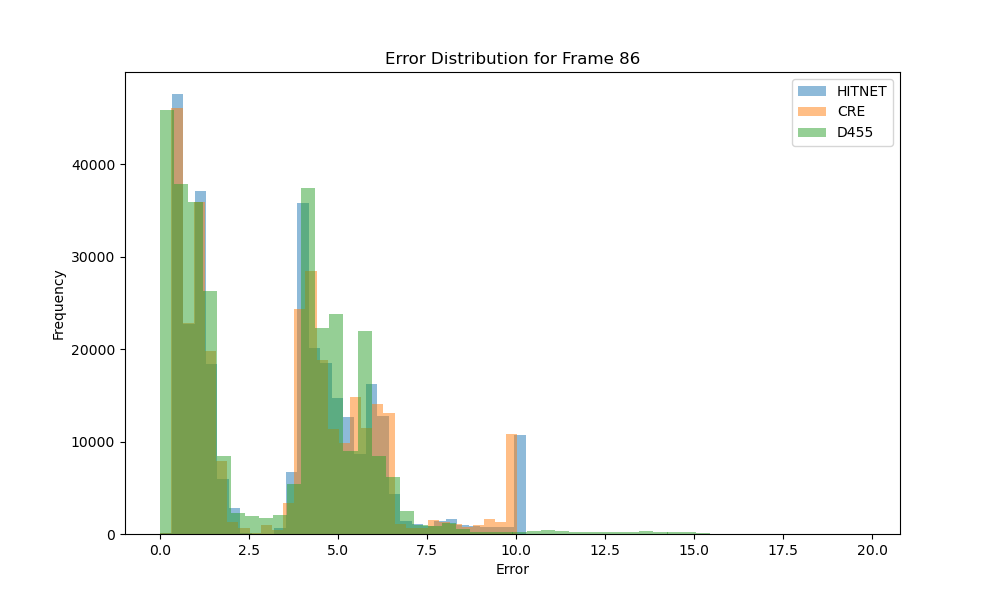 Error Distribution for Frame 86
HITNET
CRE
D455
Frequency
40000
30000
20000
10000
0
0.0 2.5 5.0 7.5 10.0 12.5 15.0 17.5 20.0
Error